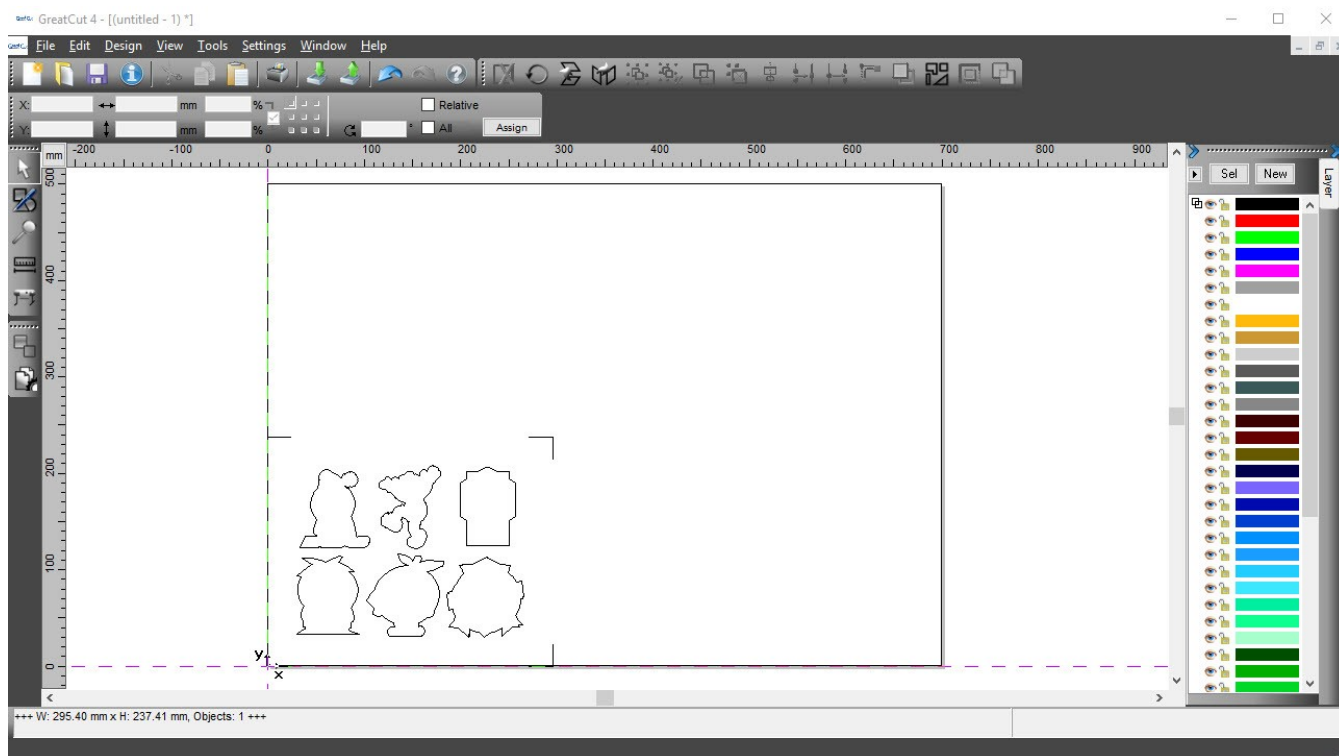 GreatCut 4 - [(untitled - 1) *]
File Edit Design View Tools Settings Window Help
X: mm % Relative
Y: mm % ° All Assign
mm -200 -100 0 100 200 300 400 500 600 700 800 900
Sel New
Layer
500
400
300
200
100
0
Y
X
+++ W: 295.40 mm x H: 237.41 mm, Objects: 1 +++